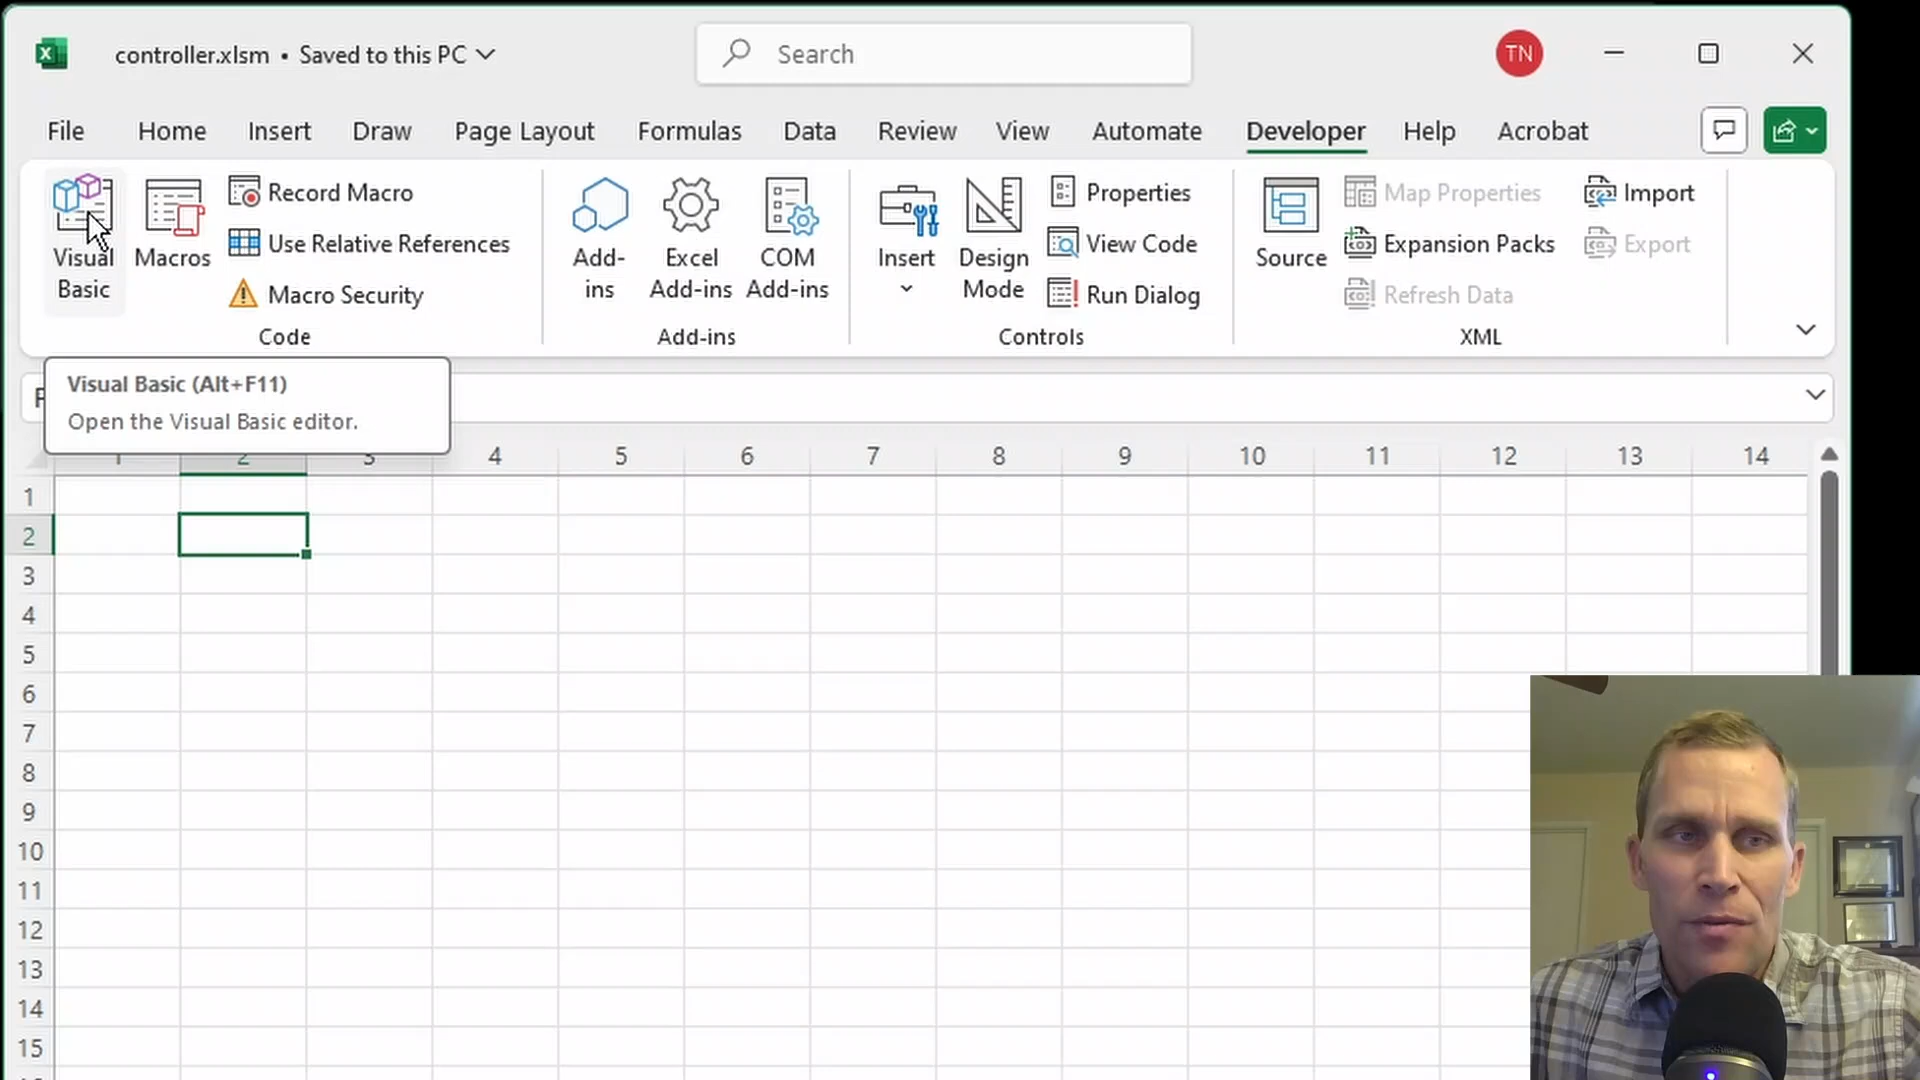 controller.xlsm • Saved to this PC
Search
TN
File Home Insert Draw Page Layout Formulas Data Review View Automate Developer Help Acrobat
Visual Basic
Macros
Record Macro
Use Relative References
Macro Security
Code
Add-ins
Excel Add-ins
COM Add-ins
Add-ins
Insert
Design Mode
Properties
View Code
Run Dialog
Controls
Source
Map Properties
Expansion Packs
Refresh Data
Import
Export
XML
Visual Basic (Alt+F11)
Open the Visual Basic editor.
1 2 3 4 5 6 7 8 9 10 11 12 13 14
1
2
3
4
5
6
7
8
9
10
11
12
13
14
15